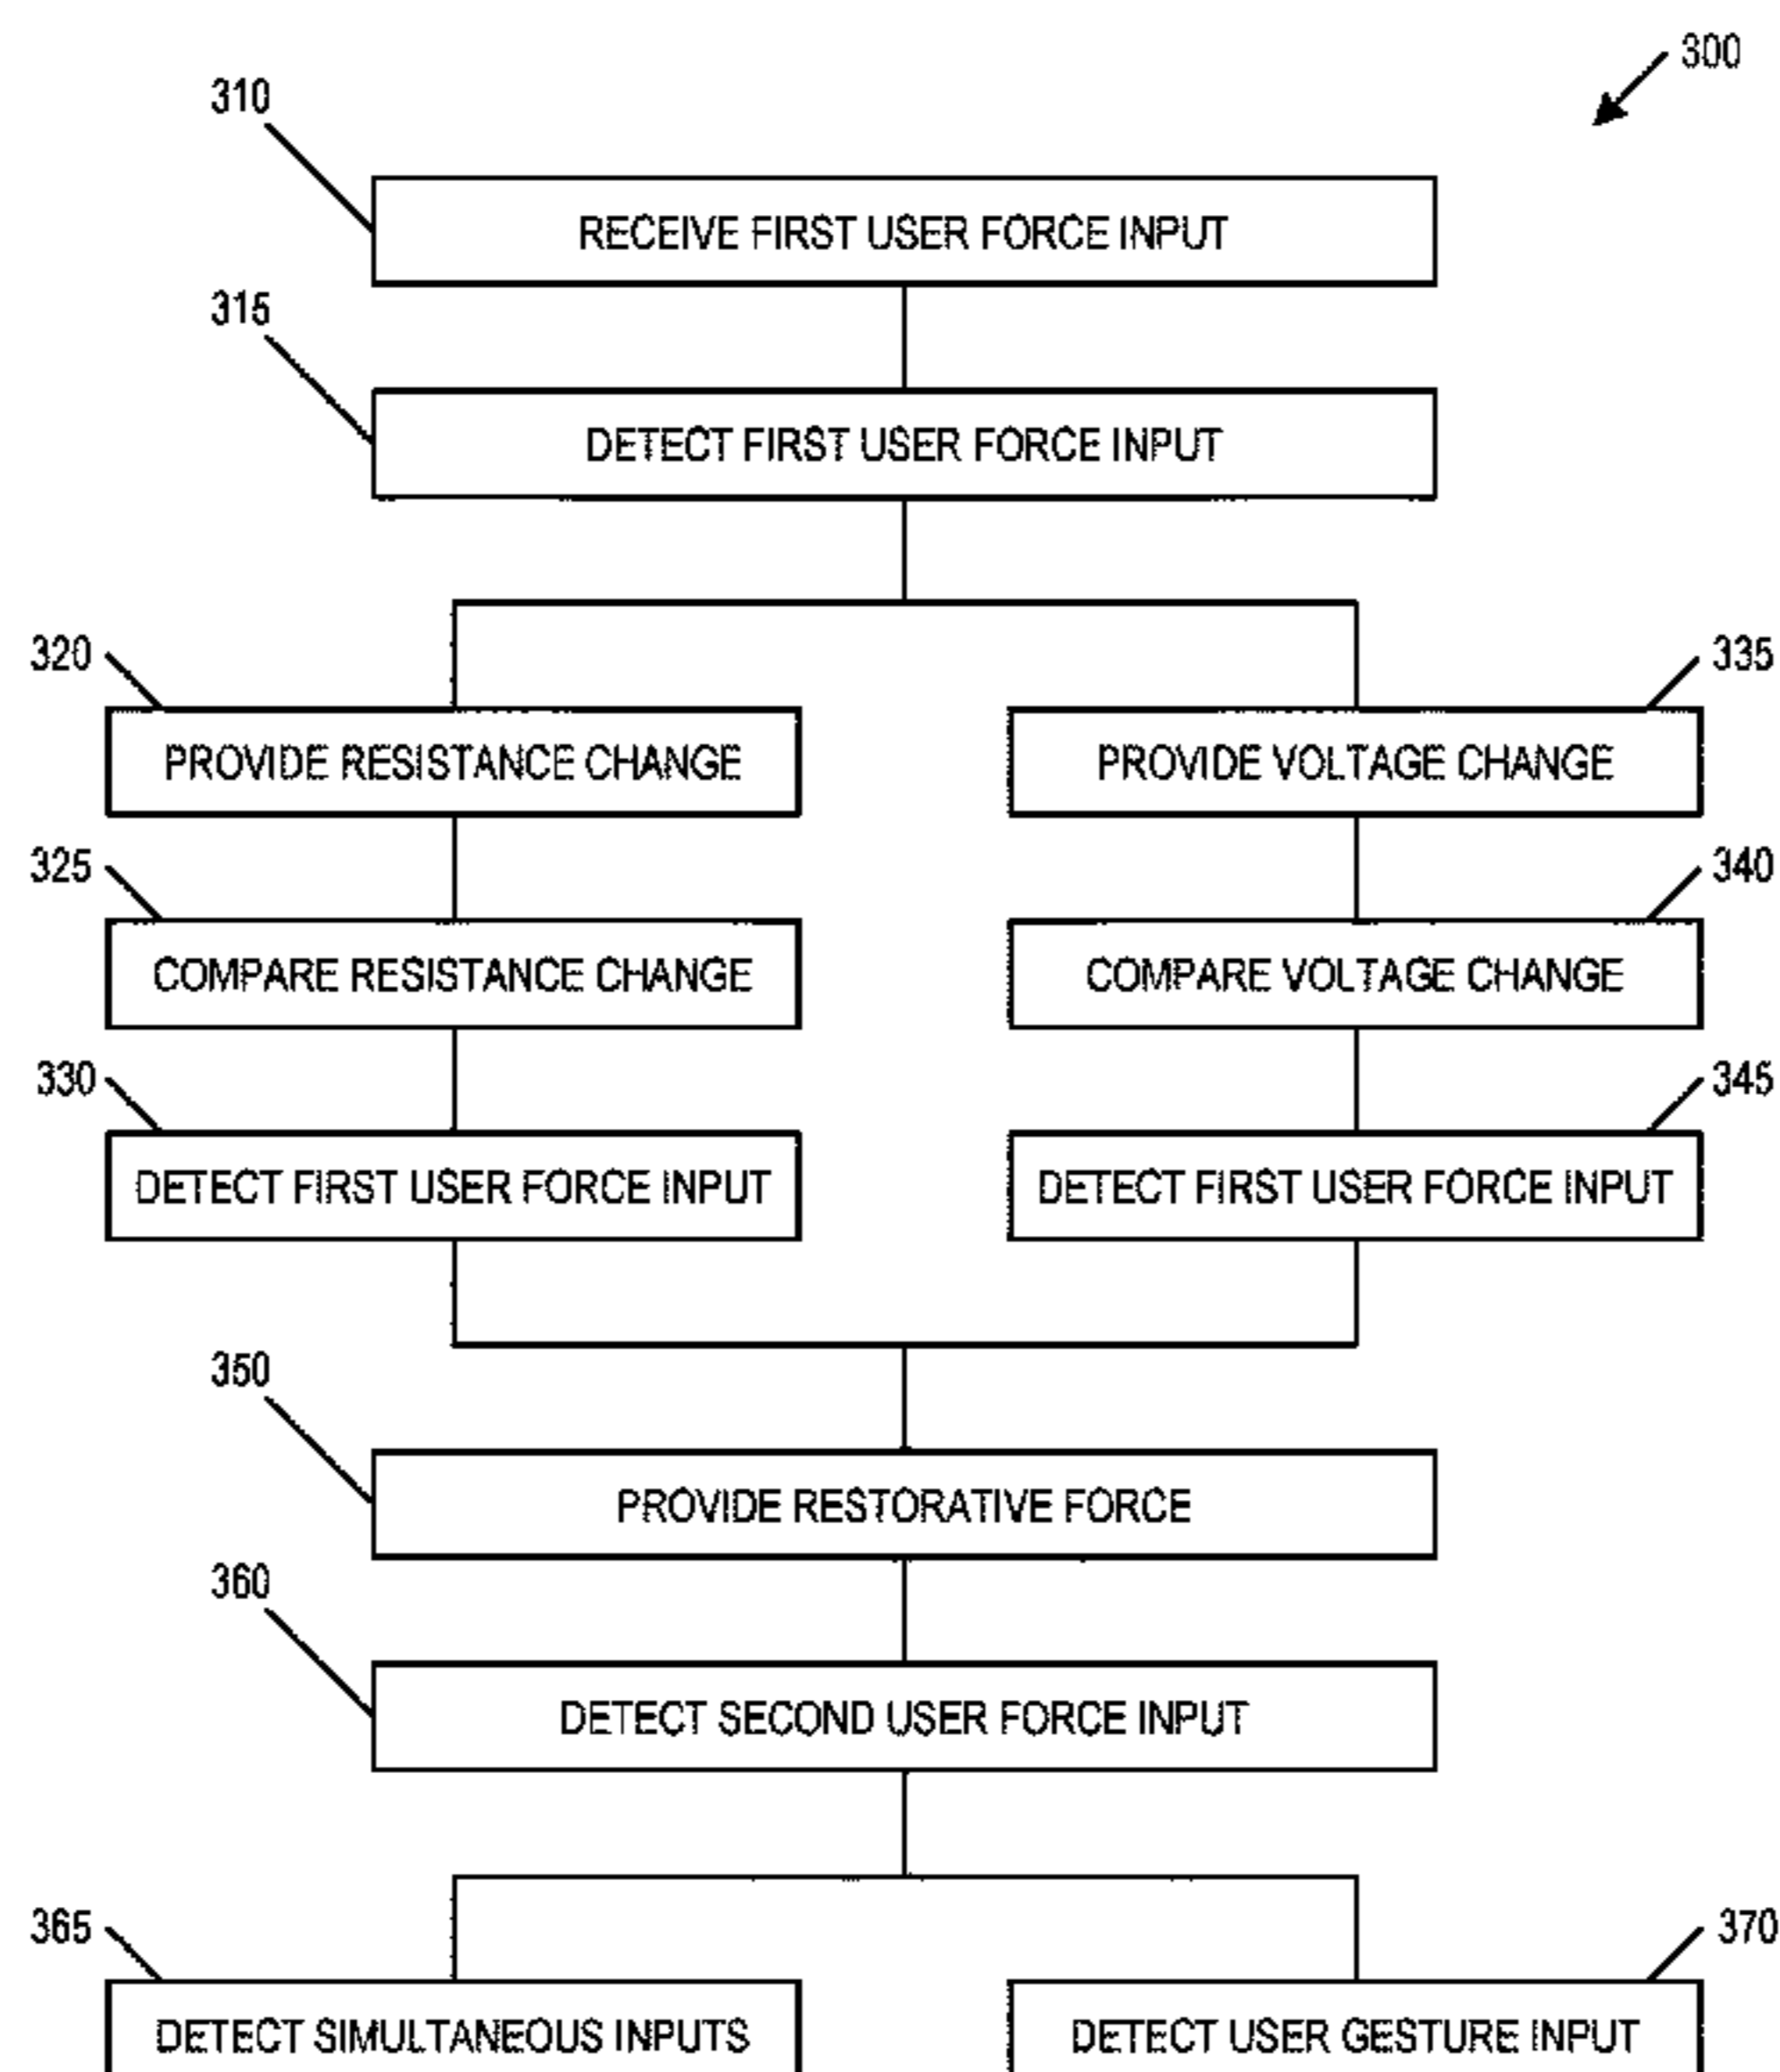 300
310
RECEIVE FIRST USER FORCE INPUT
315
DETECT FIRST USER FORCE INPUT
320
335
PROVIDE RESISTANCE CHANGE
PROVIDE VOLTAGE CHANGE
325
340
COMPARE RESISTANCE CHANGE
COMPARE VOLTAGE CHANGE
330
345
DETECT FIRST USER FORCE INPUT
DETECT FIRST USER FORCE INPUT
350
PROVIDE RESTORATIVE FORCE
360
DETECT SECOND USER FORCE INPUT
365
370
DETECT SIMULTANEOUS INPUTS
DETECT USER GESTURE INPUT